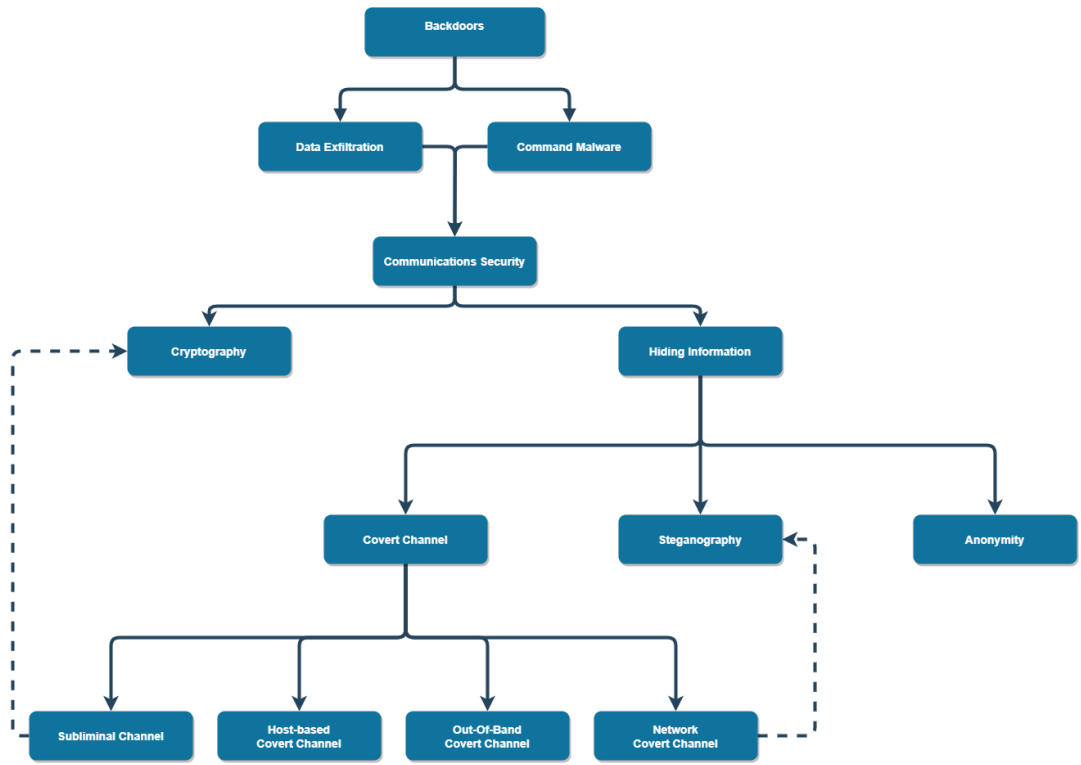 Backdoors
Data Exfiltration
Command Malware
Communications Security
Cryptography
Hiding Information
Covert Channel
Steganography
Anonymity
Subliminal Channel
Host-based
Covert Channel
Out-Of-Band
Covert Channel
Network
Covert Channel